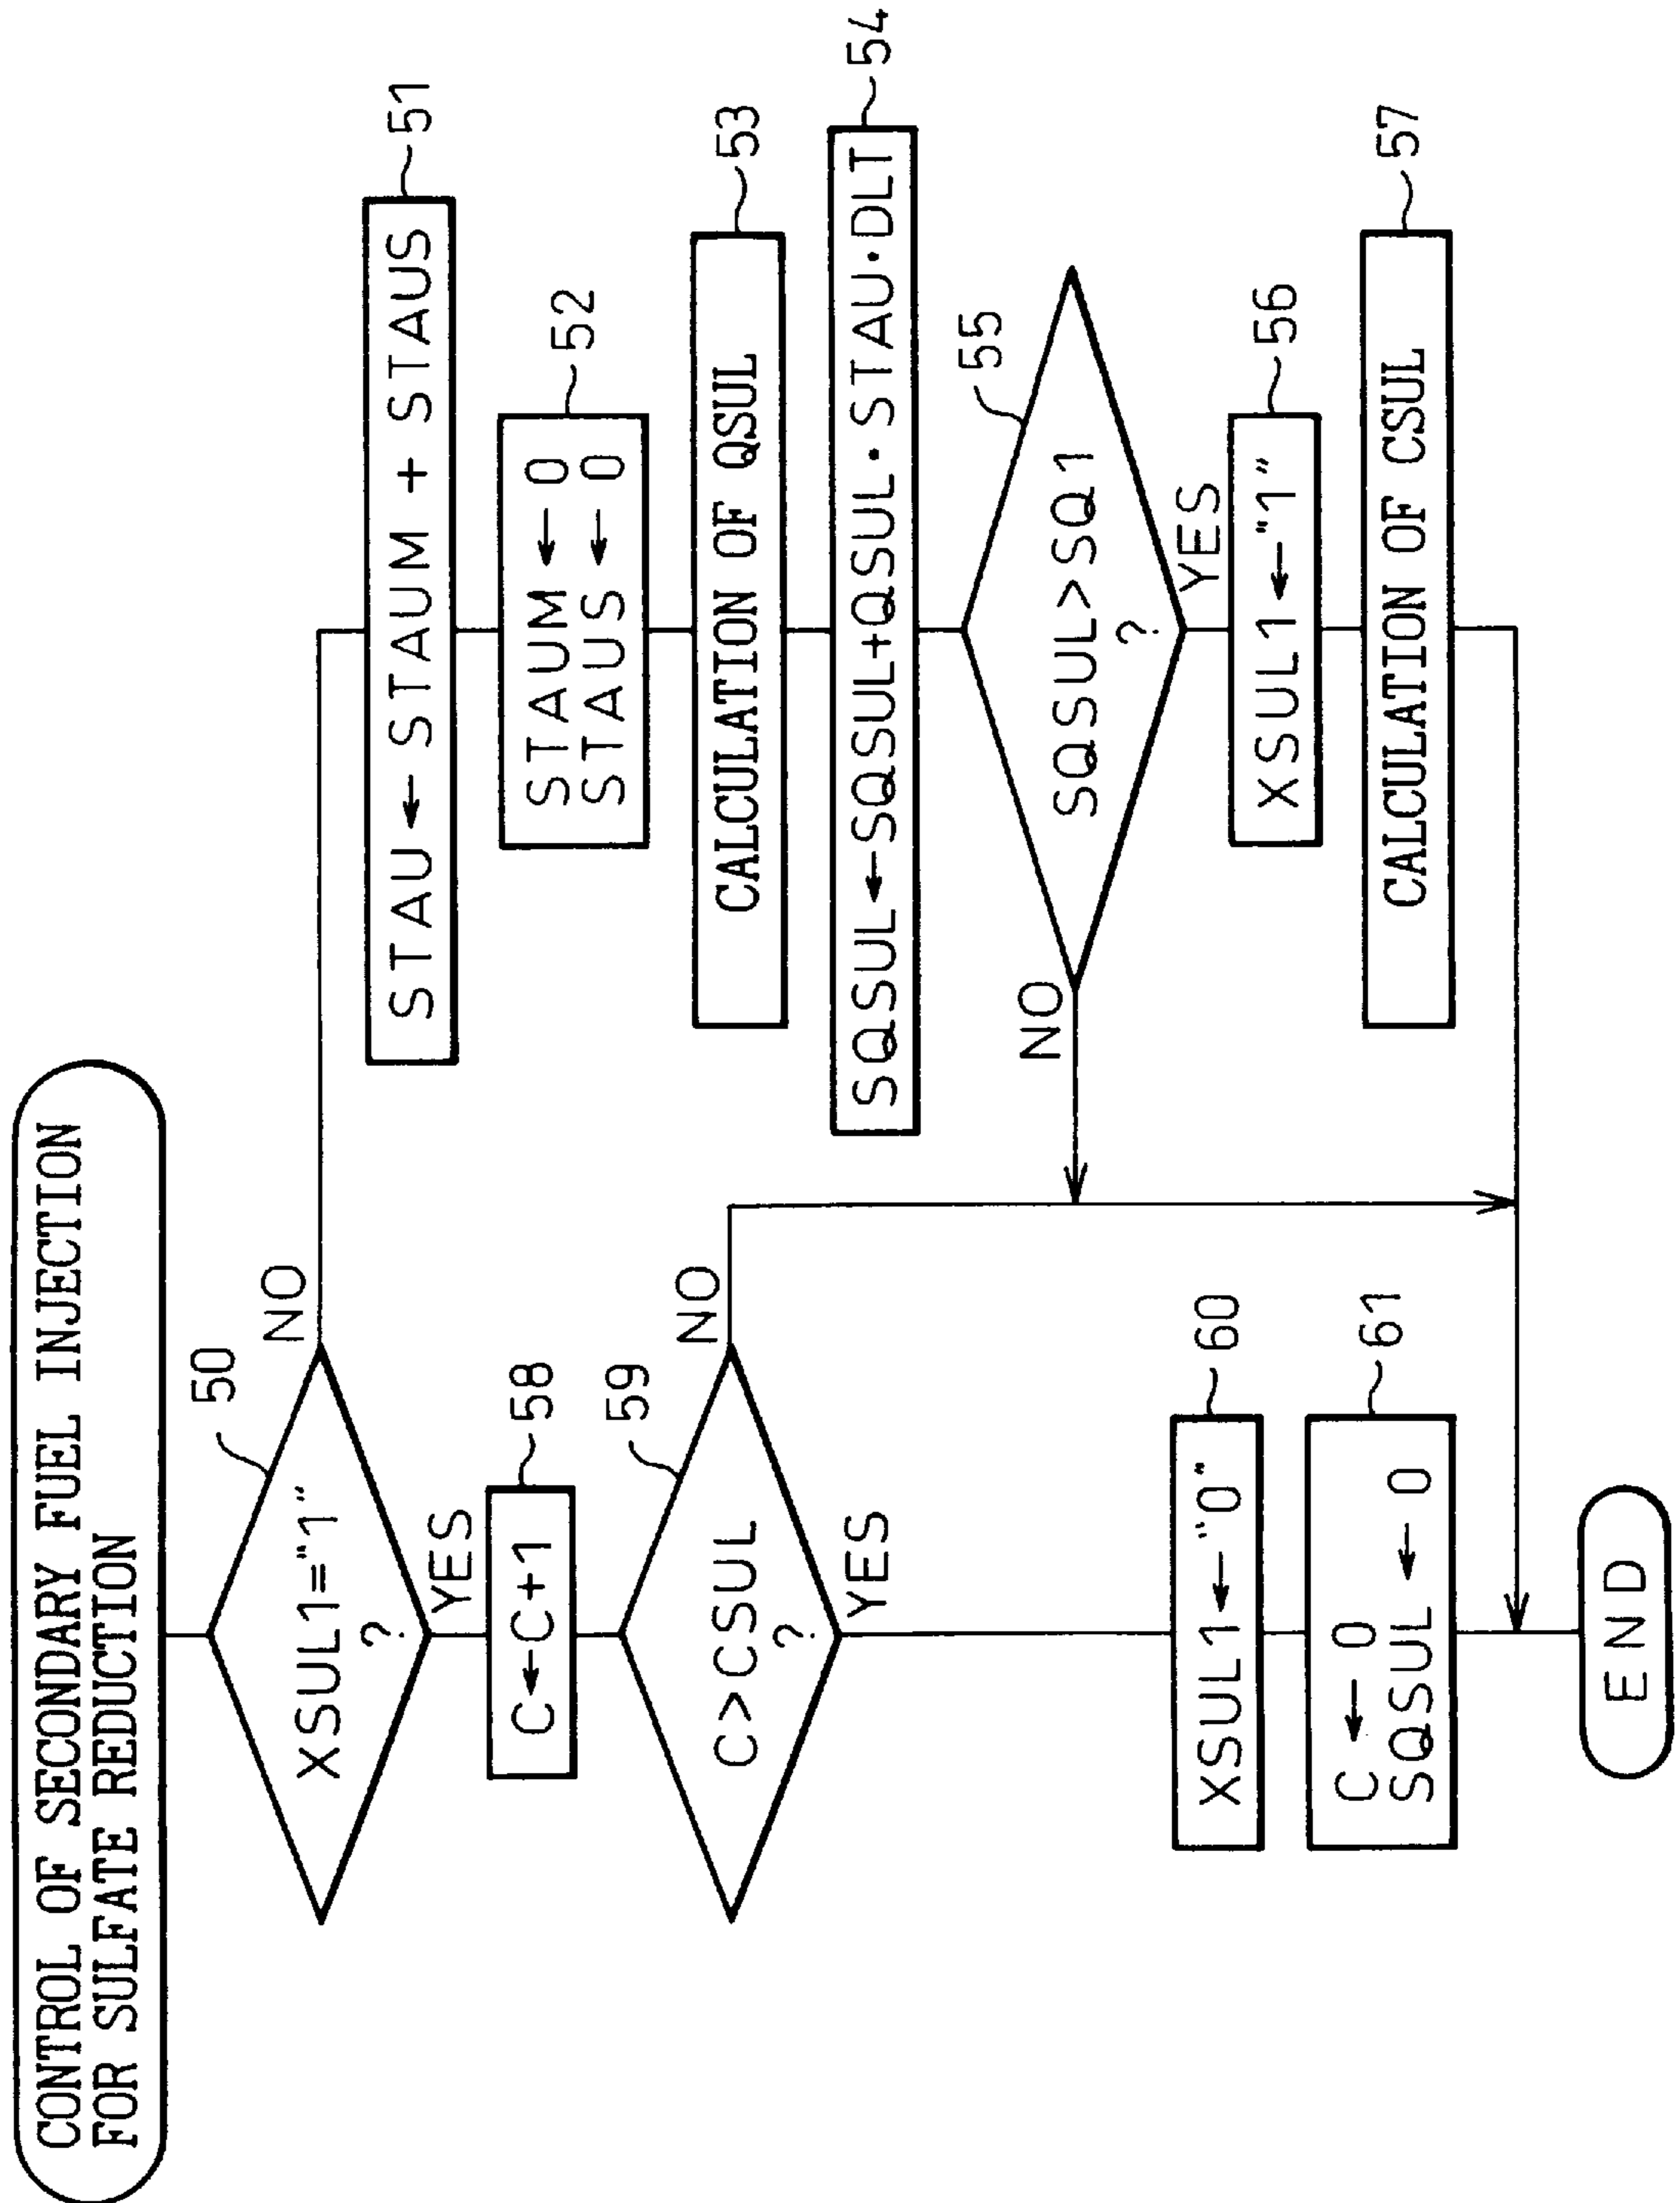 CONTROL OF SECONDARY FUEL INJECTION
FOR SULFATE REDUCTION
50
XSUL1="1"
?
NO
YES
51
STAU ← STAUM + STAUS
52
STAUM ← 0
STAUS ← 0
53
CALCULATION OF QSUL
54
SQSUL←SQSUL+QSUL·STAU·DLT
55
SQSUL>SQ1
?
NO
YES
56
XSUL1←"1"
57
CALCULATION OF CSUL
58
C←C+1
59
C>CSUL
?
NO
YES
60
XSUL1←"0"
61
C ← 0
SQSUL ← 0
END